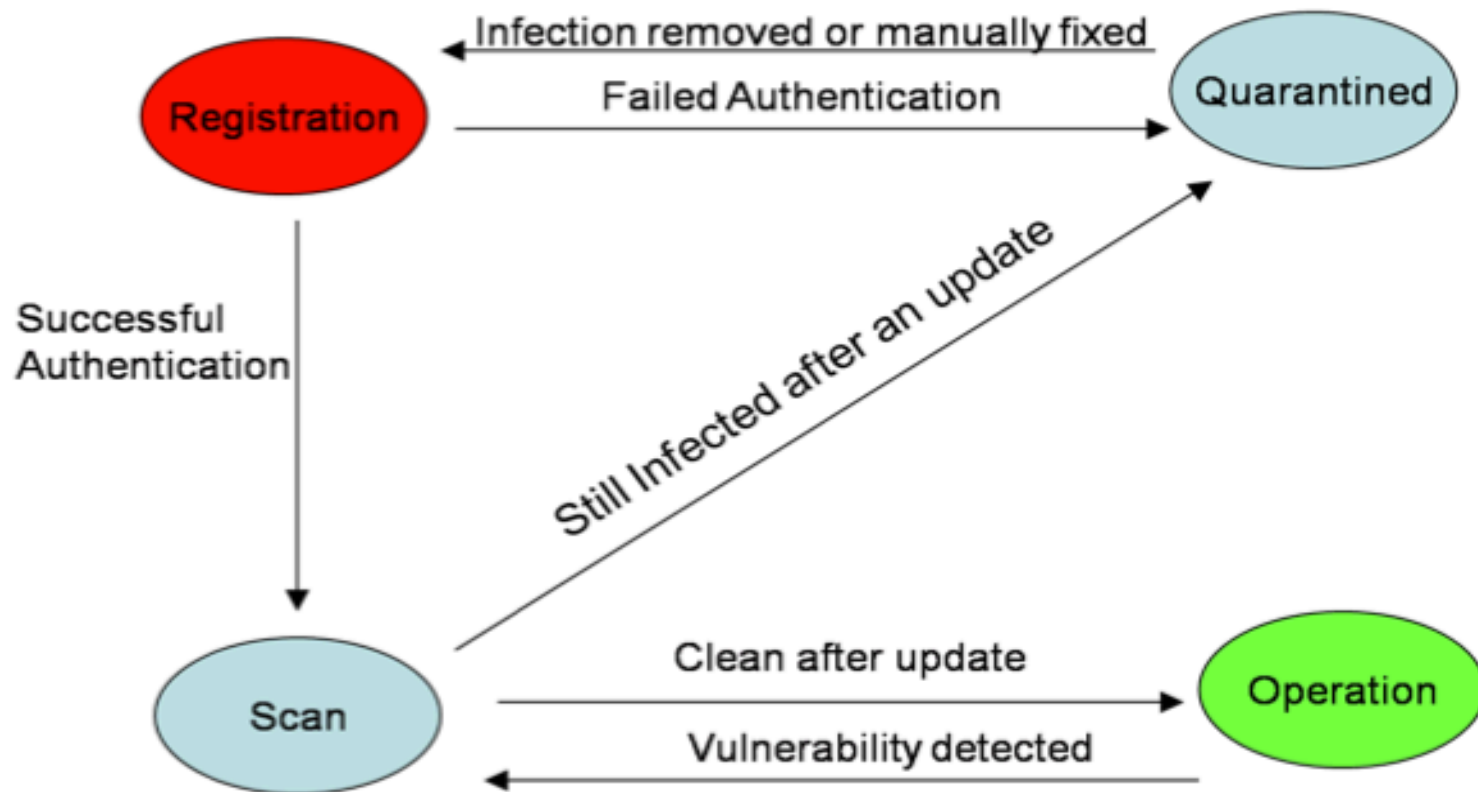 Infection removed or manually fixed
Registration
Failed Authentication
Quarantined
Successful
Authentication
Still Infected after an update
Clean after update
Scan
Operation
Vulnerability detected